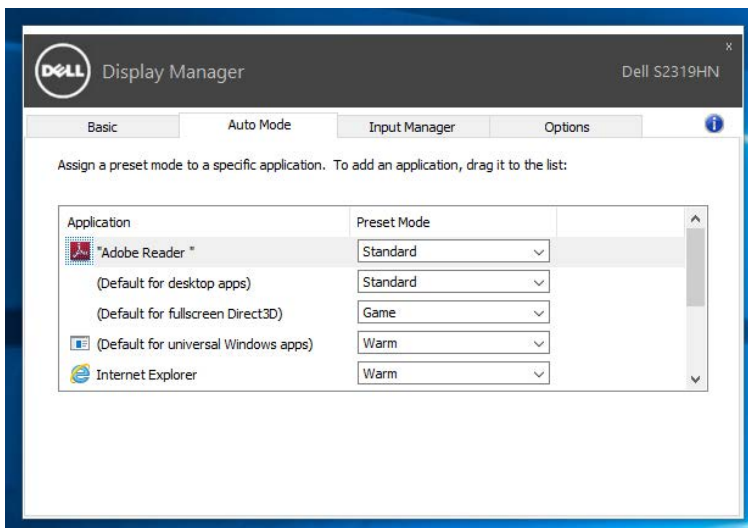 DELL Display Manager
x
Dell S2319HN
Basic Auto Mode Input Manager Options
Assign a preset mode to a specific application. To add an application, drag it to the list:
Application Preset Mode
"Adobe Reader " Standard
(Default for desktop apps) Standard
(Default for fullscreen Direct3D) Game
(Default for universal Windows apps) Warm
Internet Explorer Warm